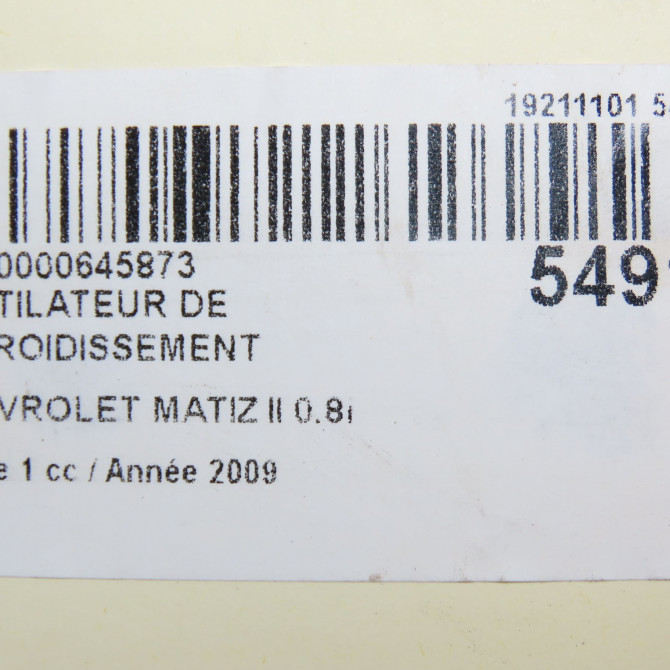 19211101 5
0000645873
549
TILATEUR DE
ROIDISSEMENT
VROLET MATIZ II 0.8i
e 1 cc / Année 2009